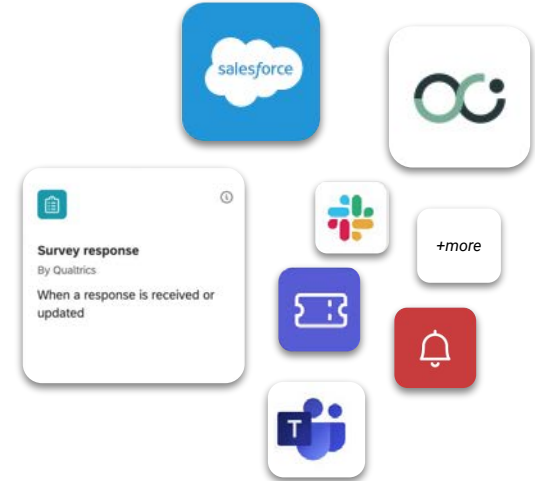 salesforce
Survey response
By Qualtrics
When a response is received or
updated
+more
T